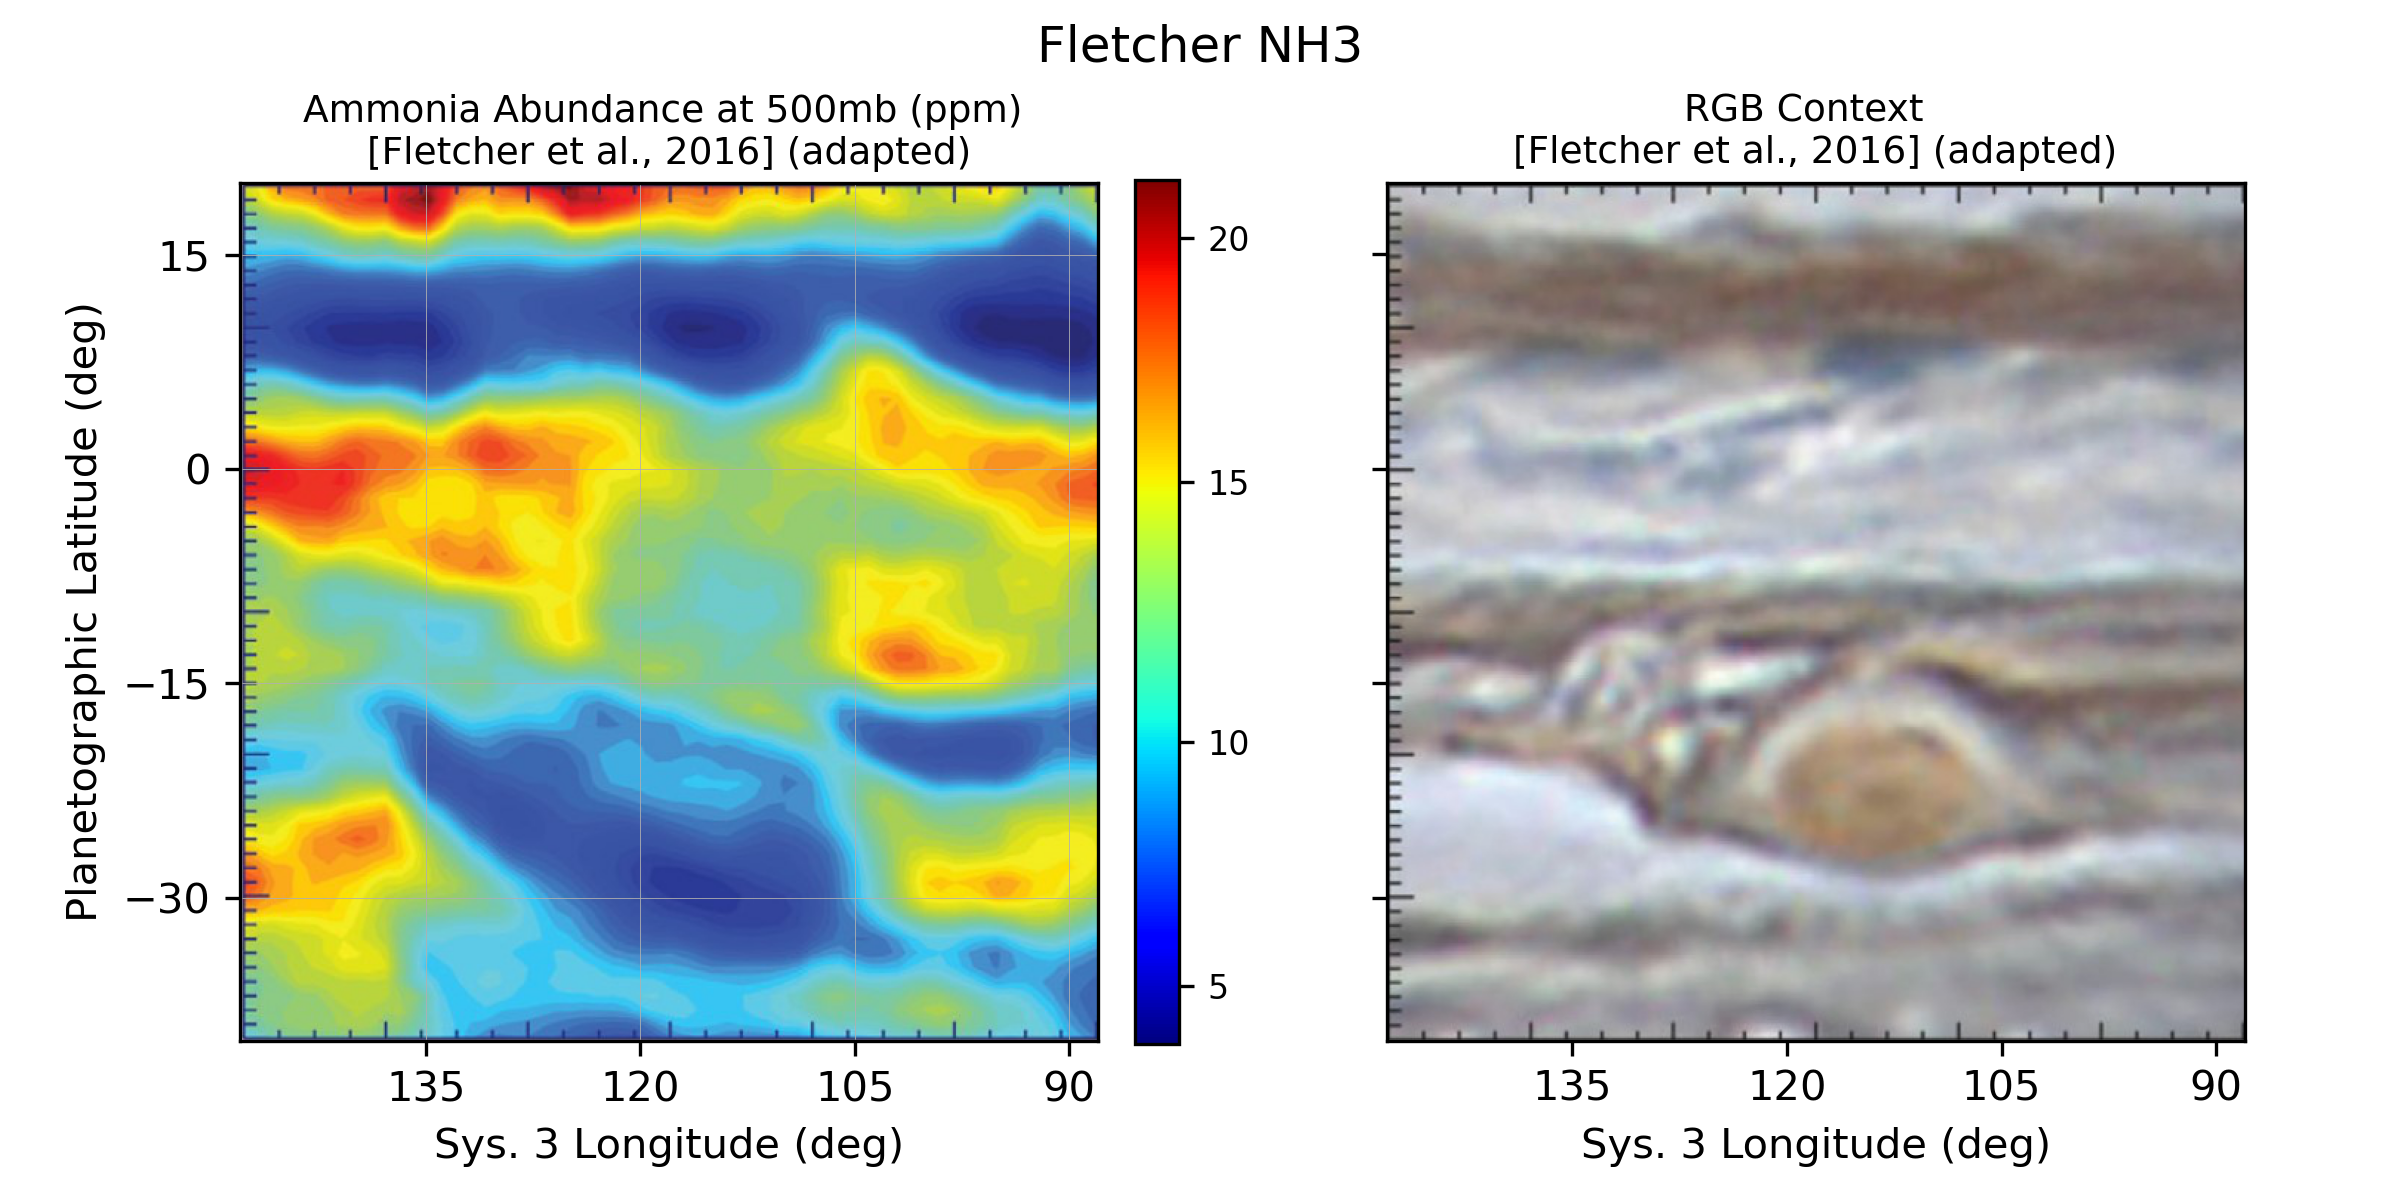 Fletcher NH3
Ammonia Abundance at 500mb (ppm)
[Fletcher et al., 2016] (adapted)
RGB Context
[Fletcher et al., 2016] (adapted)
Planetographic Latitude (deg)
15
0
−15
−30
135 120 105 90
Sys. 3 Longitude (deg)
20
15
10
5
135 120 105 90
Sys. 3 Longitude (deg)